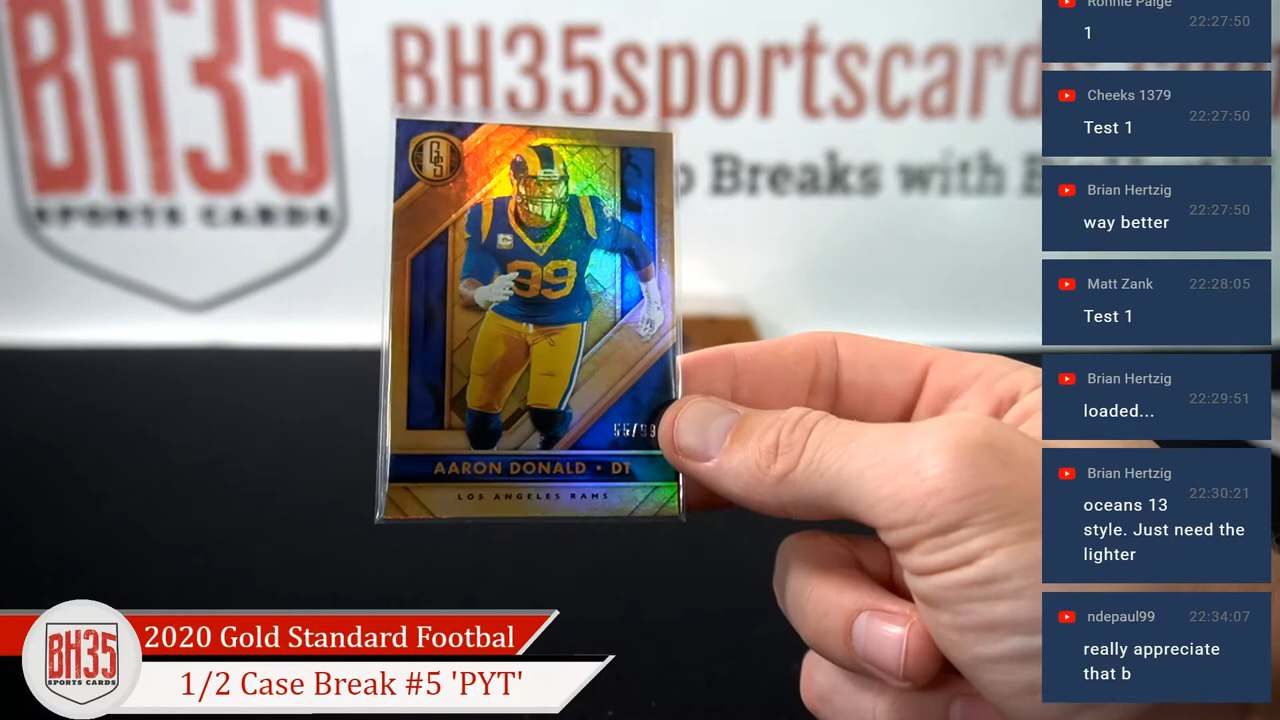 BH35
SPORTS CARDS
BH35sportscards
Breaks with
GS
99
55/99
AARON DONALD • DT
LOS ANGELES RAMS
2020 Gold Standard Footbal
1/2 Case Break #5 'PYT'
BH35
SPORTS CARDS
Ronnie Paige
22:27:50
1
Cheeks 1379
22:27:50
Test 1
Brian Hertzig
22:27:50
way better
Matt Zank
22:28:05
Test 1
Brian Hertzig
22:29:51
loaded...
Brian Hertzig
22:30:21
oceans 13
style. Just need the
lighter
ndepaul99
22:34:07
really appreciate
that b